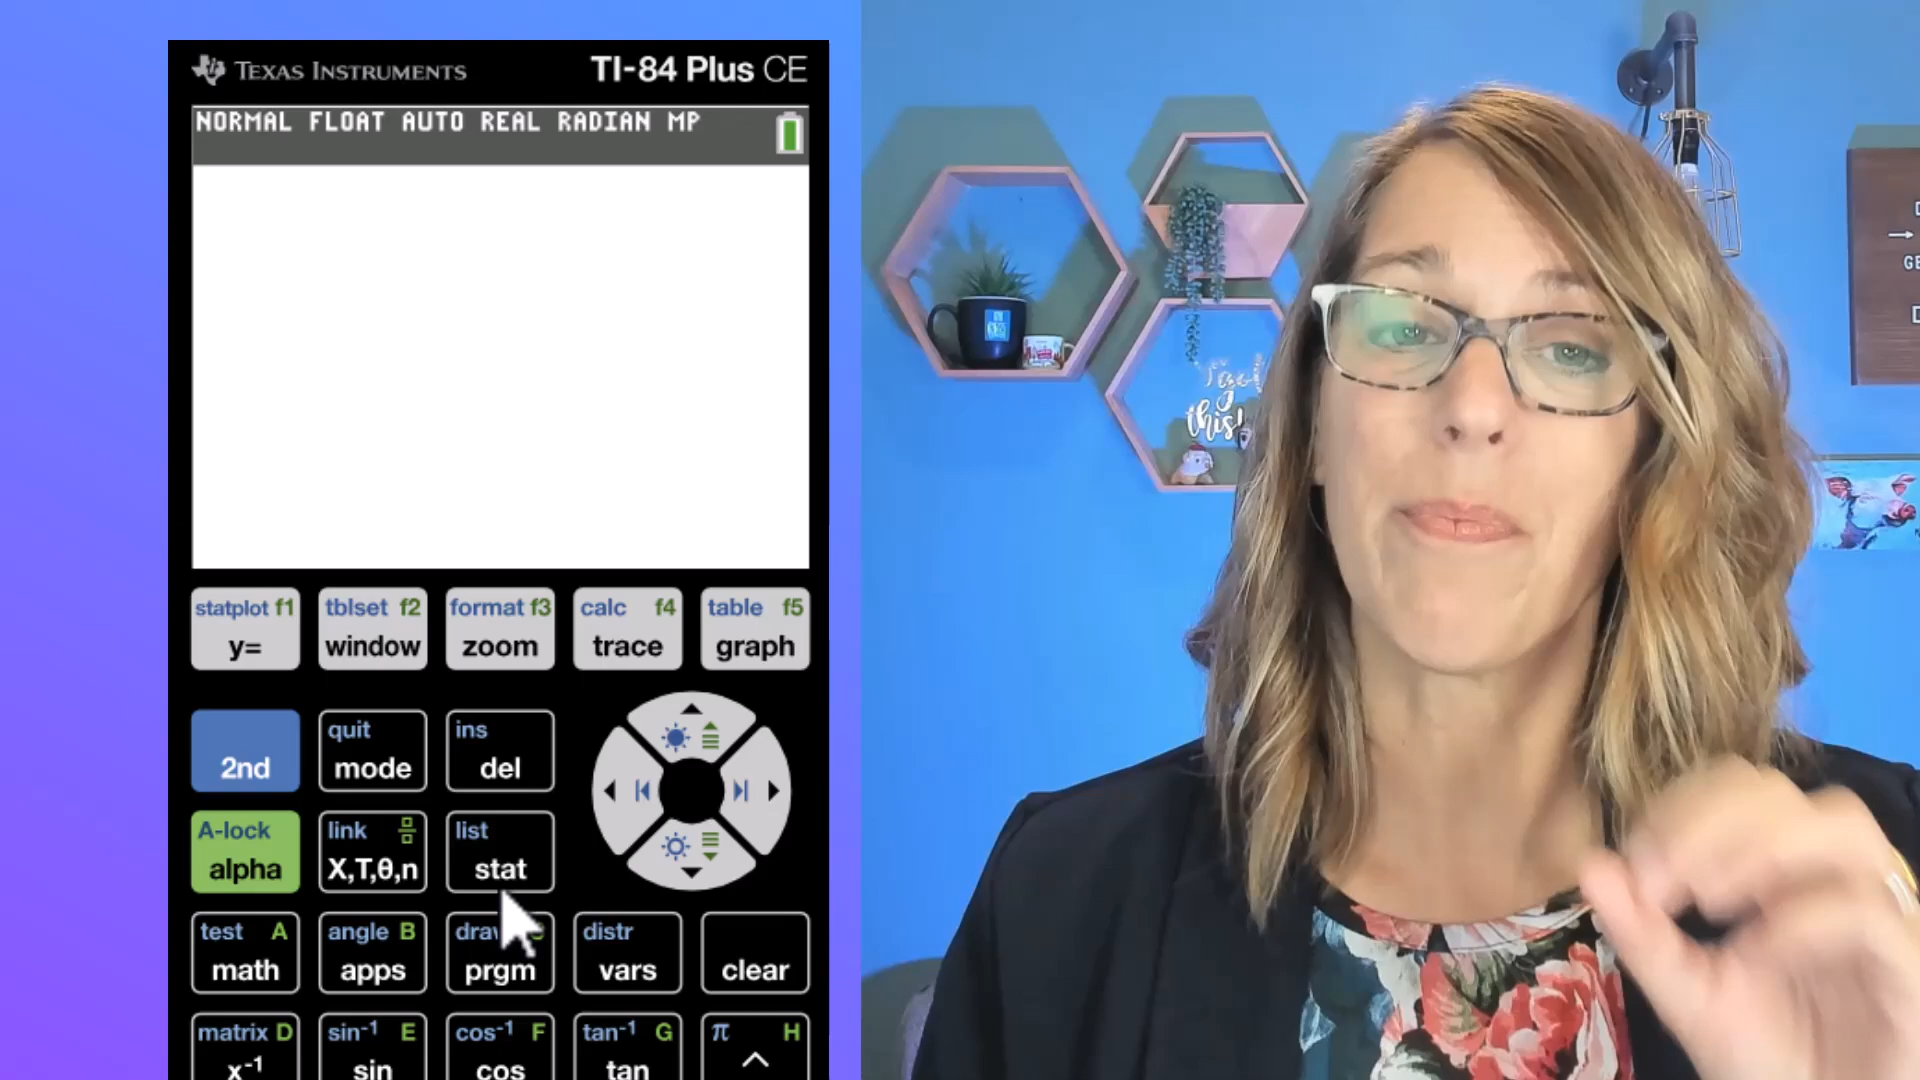 TEXAS INSTRUMENTS TI-84 Plus CE
NORMAL FLOAT AUTO REAL RADIAN MP
statplot f1 tblset f2 format f3 calc f4 table f5
y= window zoom trace graph
quit ins
2nd mode del
A-lock link list
alpha X,T,θ,n stat
test A angle B distr
math apps prgm vars clear
matrix D sin⁻¹ E cos⁻¹ F tan⁻¹ G π H
x⁻¹ sin cos tan ^
this!
GE